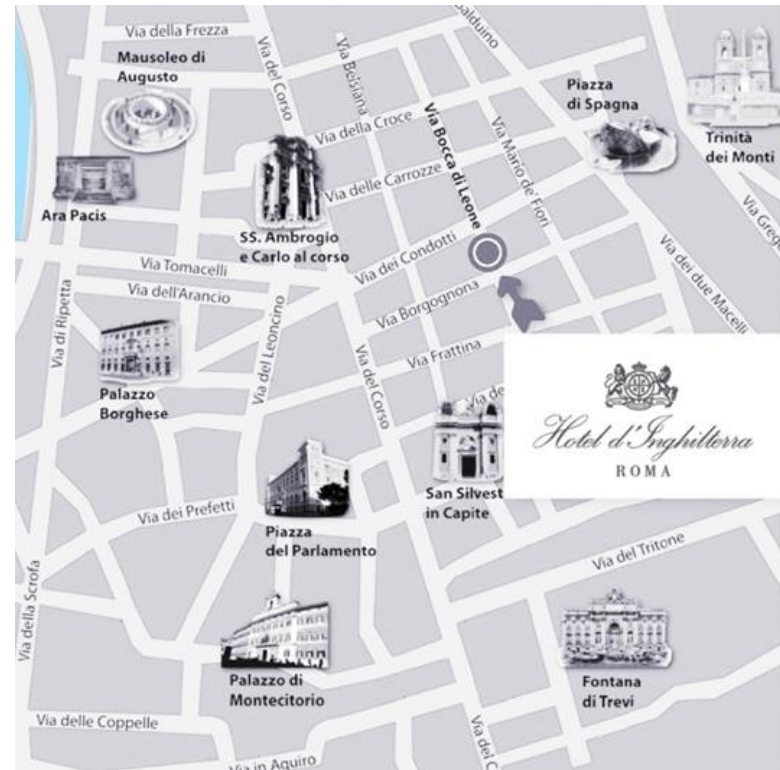 Via della Frezza
Mausoleo di
Augusto
Via del Corso
Via Belsiana
Via Bocca di Leone
Via Mario de' Fiori
Piazza
di Spagna
Trinità
dei Monti
Via della Croce
Via delle Carrozze
Ara Pacis
SS. Ambrogio
e Carlo al corso
Via dei Condotti
Via Tomacelli
Via dell'Arancio
Via Borgognona
Via dei due Macelli
Via di Ripetta
Via del Leoncino
Via Frattina
Via del Corso
Palazzo
Borghese
Hotel d'Inghilterra
ROMA
San Silvest
in Capite
Via dei Prefetti
Piazza
del Parlamento
Via del Tritone
Via della Scrofa
Palazzo di
Montecitorio
Fontana
di Trevi
Via delle Coppelle
Via in Aquiro